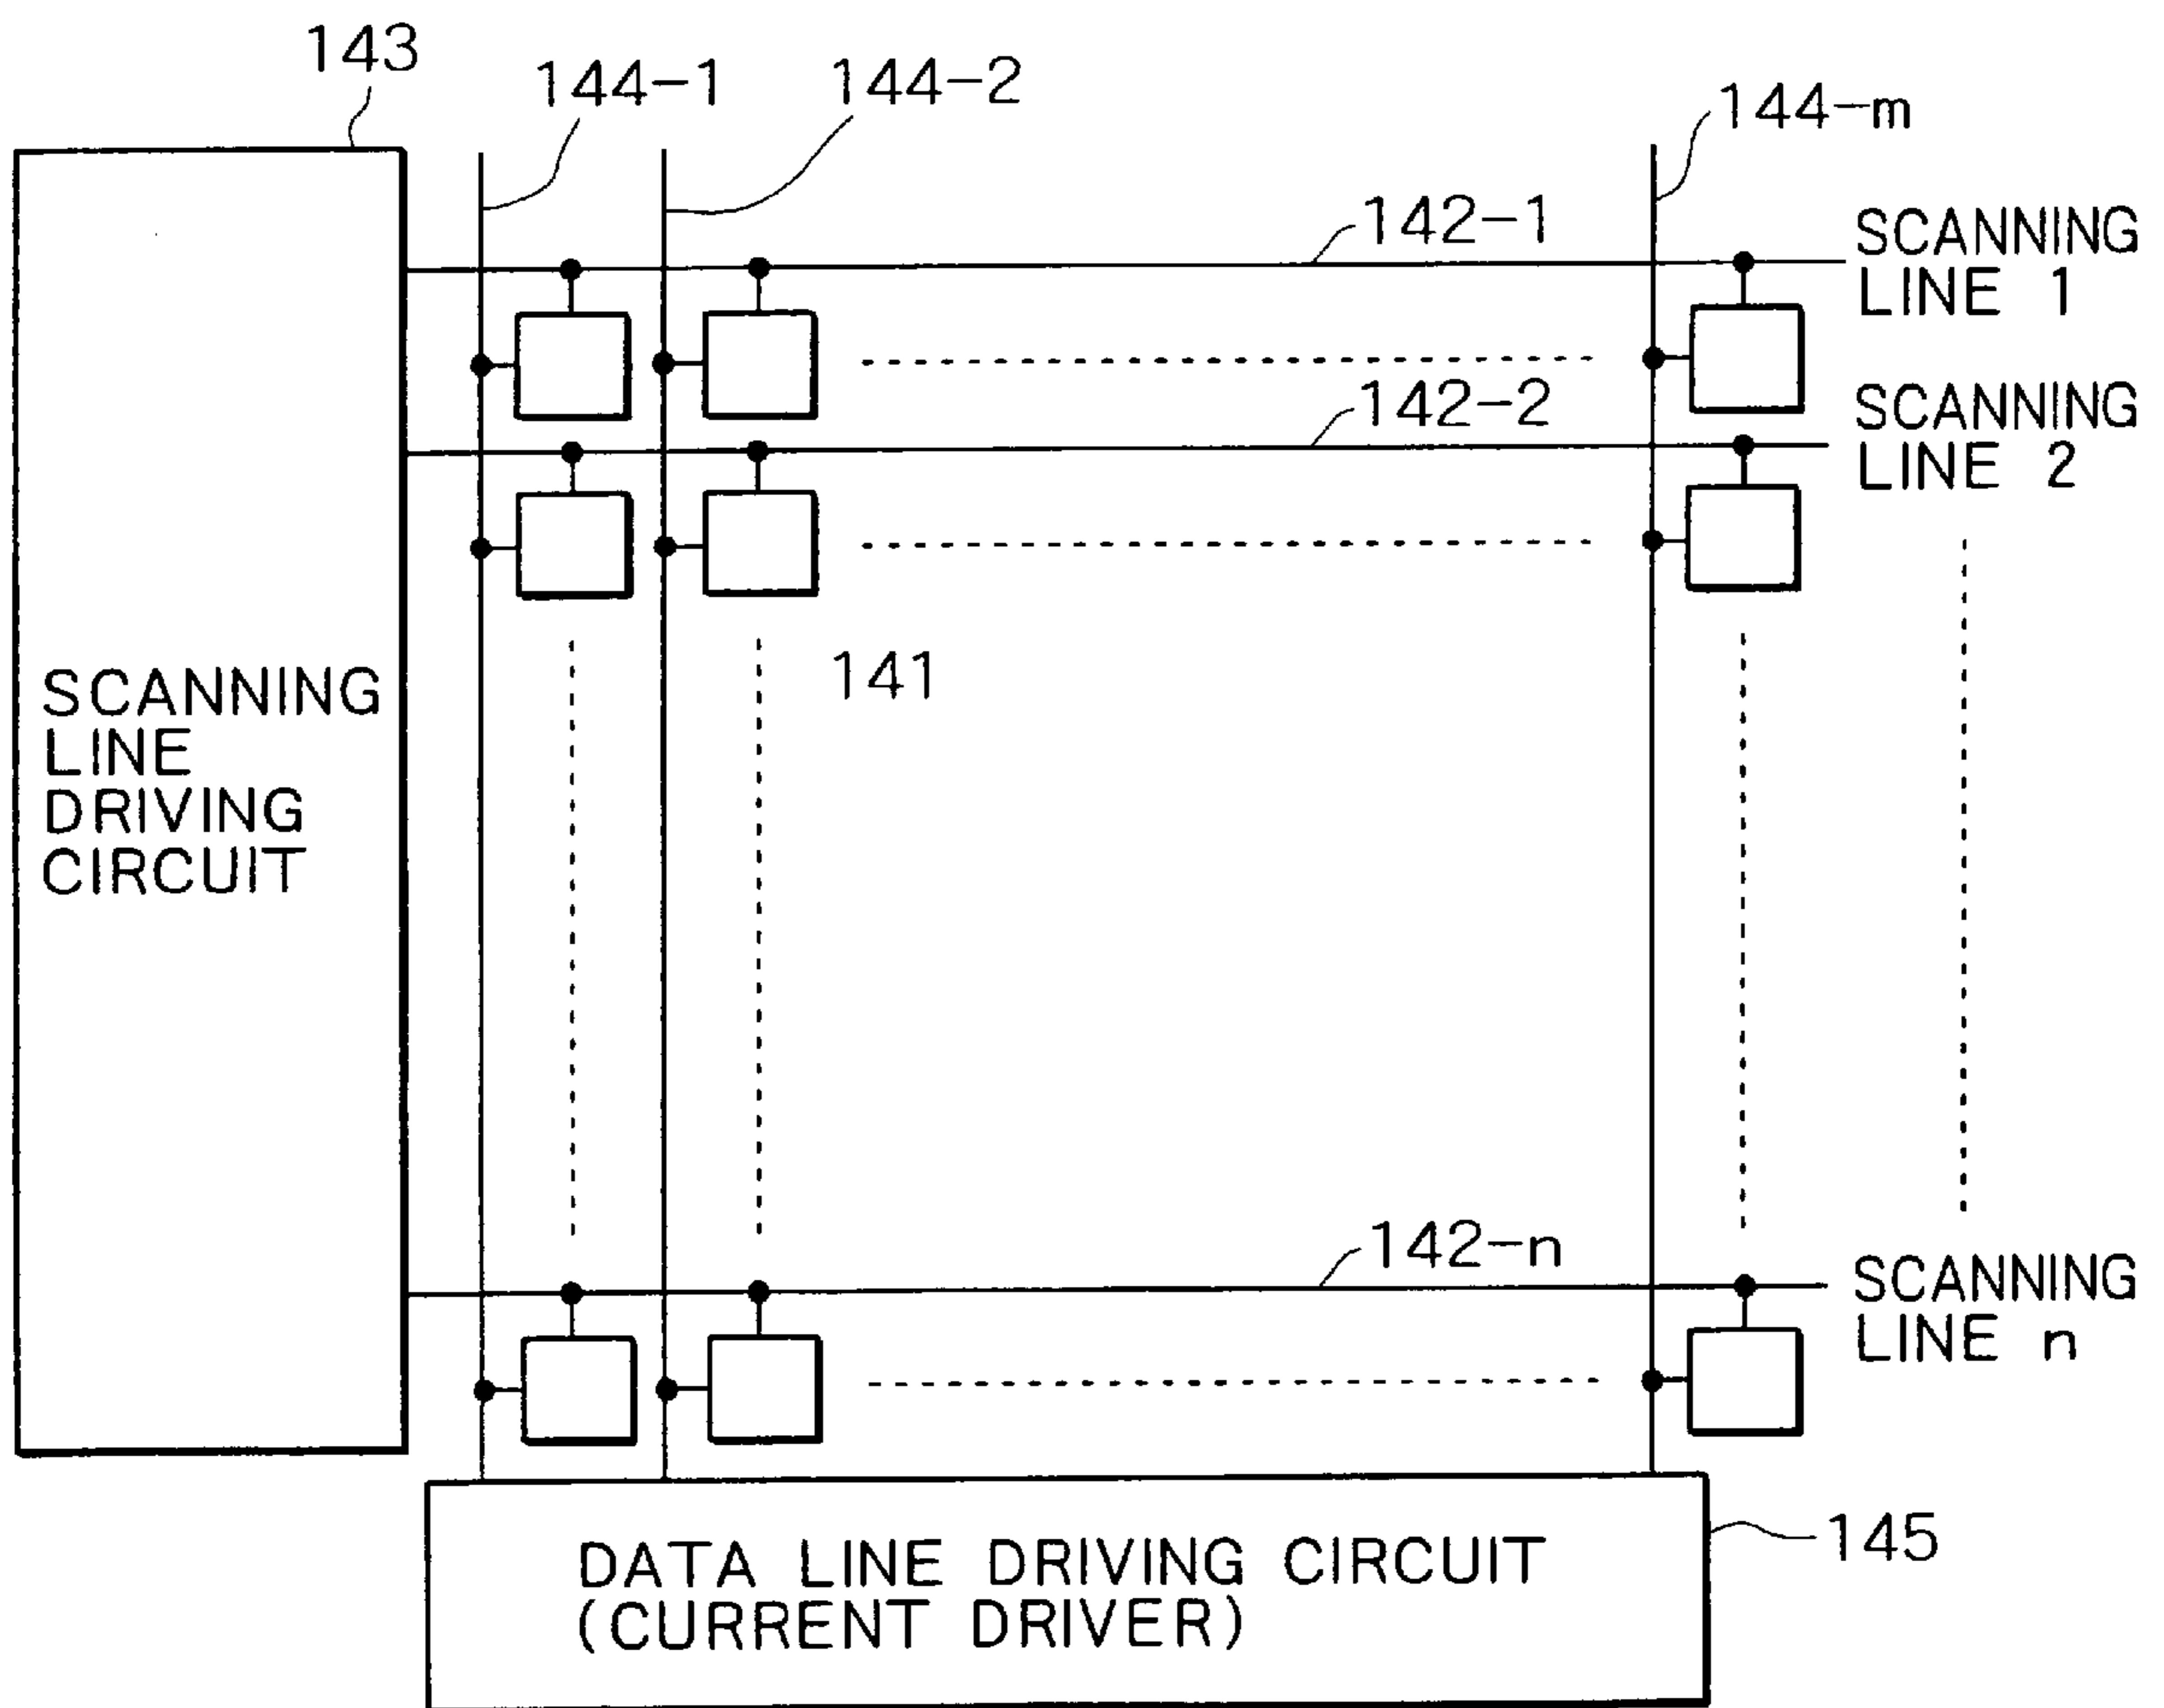 143
144-1
144-2
144-m
142-1
SCANNING
LINE 1
142-2
SCANNING
LINE 2
141
SCANNING
LINE
DRIVING
CIRCUIT
142-n
SCANNING
LINE n
145
DATA LINE DRIVING CIRCUIT
(CURRENT DRIVER)